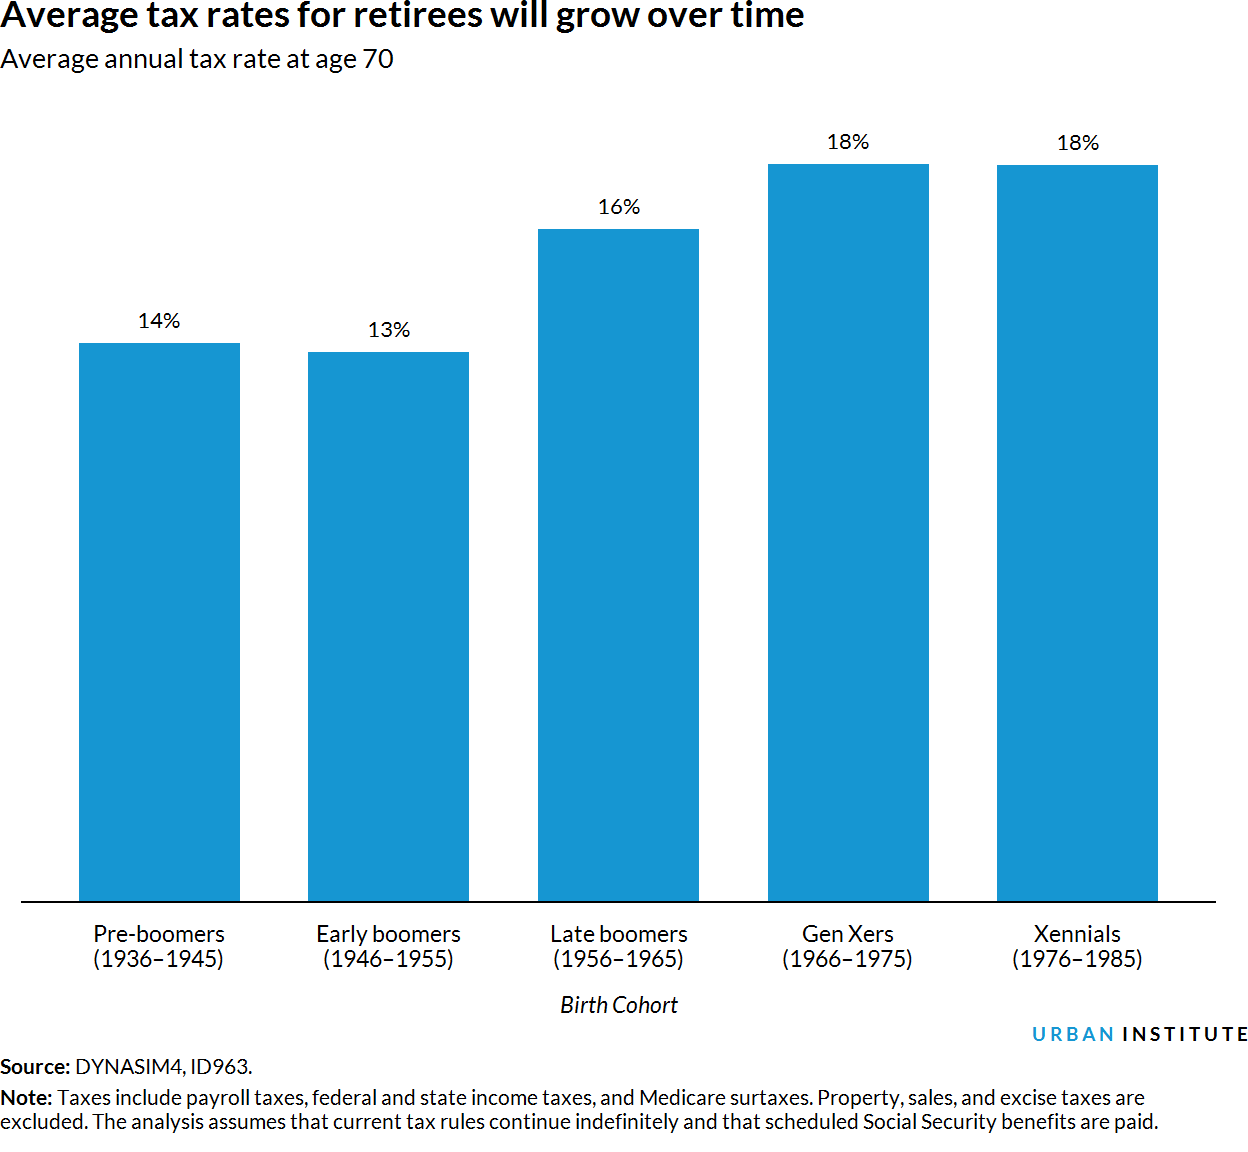 Average tax rates for retirees will grow over time
Average annual tax rate at age 70
14%
13%
16%
18%
18%
Pre-boomers
(1936–1945)
Early boomers
(1946–1955)
Late boomers
(1956–1965)
Gen Xers
(1966–1975)
Xennials
(1976–1985)
Birth Cohort
URBAN INSTITUTE
Source: DYNASIM4, ID963.
Note: Taxes include payroll taxes, federal and state income taxes, and Medicare surtaxes. Property, sales, and excise taxes are
excluded. The analysis assumes that current tax rules continue indefinitely and that scheduled Social Security benefits are paid.